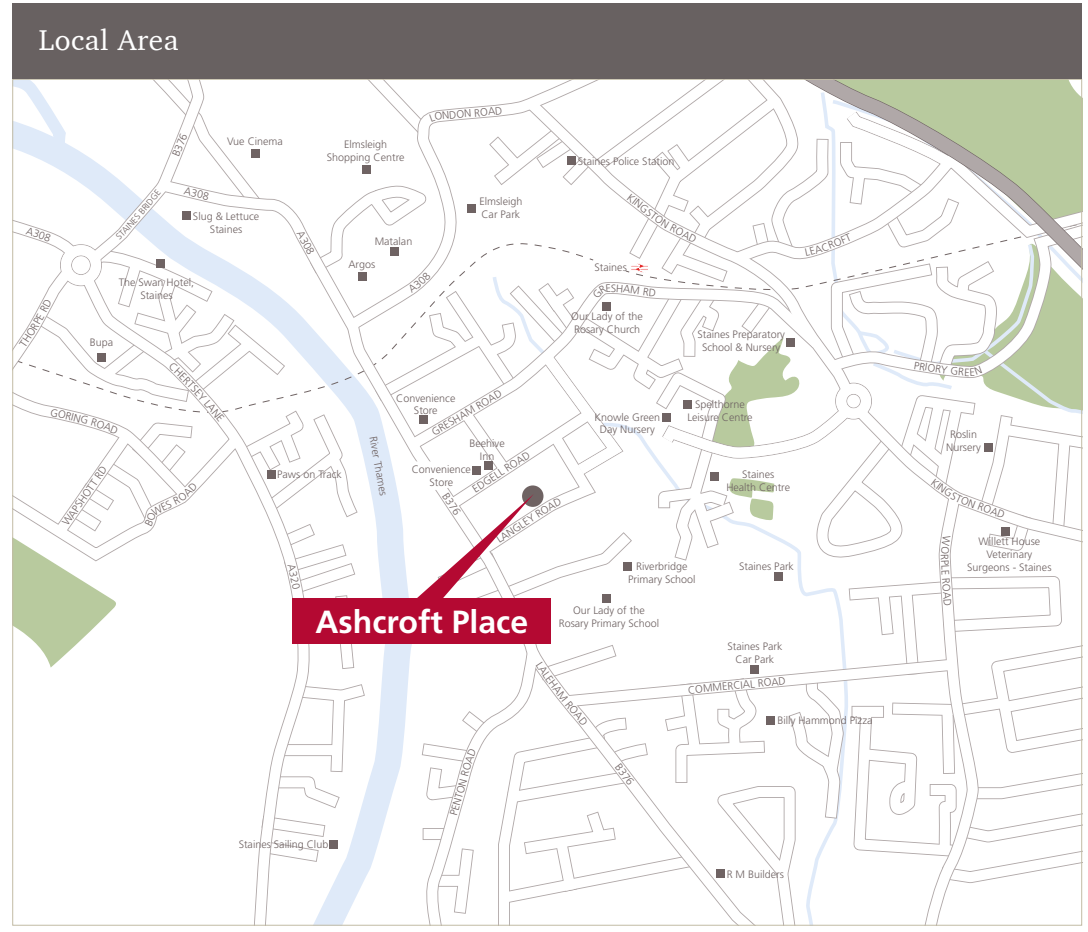 Local Area
LONDON ROAD
B376
Vue Cinema
Elmsleigh
Shopping Centre
Staines Police Station
A308
STAINES BRIDGE
Slug & Lettuce
Staines
Elmsleigh
Car Park
KINGSTON ROAD
A308
A308
Matalan
LEACROFT
Argos
Staines
A308
The Swan Hotel,
Staines
GRESHAM RD
THORPE RD
Our Lady of the
Rosary Church
Staines Preparatory
School & Nursery
Bupa
PRIORY GREEN
CHERTSEY LANE
Convenience
Store
GRESHAM ROAD
Spelthorne
Leisure Centre
Knowle Green
Day Nursery
GORING ROAD
Beehive
Inn
Roslin
Nursery
River Thames
Convenience
Store
EDGELL ROAD
Paws on Track
Staines
Health Centre
WAPSHOTT RD
BOWES ROAD
B376
KINGSTON ROAD
LANGLEY ROAD
Willett House
Veterinary
Surgeons - Staines
WORPLE ROAD
A320
Riverbridge
Primary School
Staines Park
Ashcroft Place
Our Lady of the
Rosary Primary School
Staines Park
Car Park
LALEHAM ROAD
COMMERCIAL ROAD
Billy Hammond Pizza
PENTON ROAD
B376
Staines Sailing Club
R M Builders